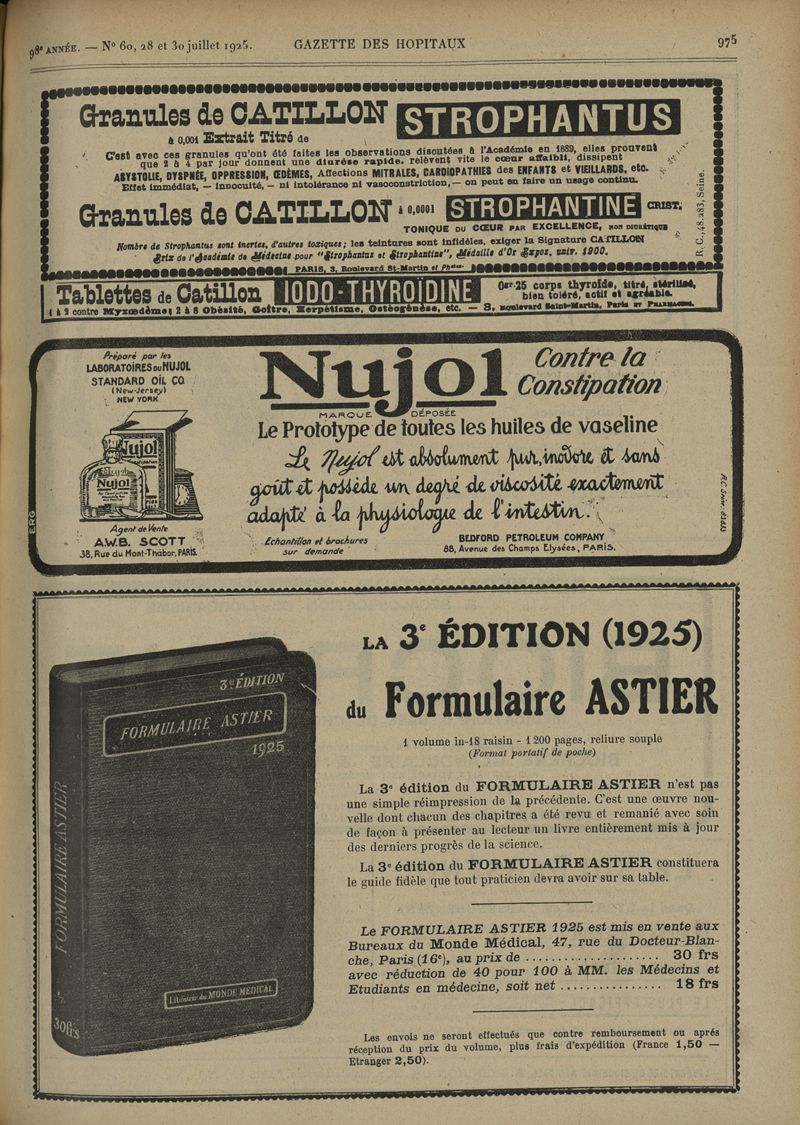 98e ANNÉE. — No 60, 28 et 30 juillet 1925. GAZETTE DES HOPITAUX 975
Granules de CATILLON STROPHANTUS
à 0,001 Extrait Titré de
C'est avec ces granules qu'ont été faites les observations discutées à l'Académie en 1889, elles prouvent
que 2 à 4 par jour donnent une diurèse rapide, relèvent vite le cœur affaibli, dissipent
ASYSTOLIE, DYSPNÉE, OPPRESSION, ŒDÈMES, Affections MITRALES, CARDIOPATHIES des ENFANTS et VIEILLARDS, etc.
Effet immédiat, — innocuité, — ni intolérance ni vasoconstriction, — on peut en faire un usage continu.
Granules de CATILLON à 0,0001 STROPHANTINE CRIST.
TONIQUE DU CŒUR PAR EXCELLENCE, NON DIURÉTIQUE
Nombre de Strophantus sont inertes, d'autres toxiques; les teintures sont infidèles, exiger la Signature CATILLON
Prix de l'Académie de Médecine pour "Strophantus et Strophantine", Médaille d'Or Expos. univ. 1900.
PARIS, 3, Boulevard St-Martin et Phcies
R. C., 48.283, Seine.
Tablettes de Catillon IODO-THYROÏDINE
0gr25 corps thyroïde, titré, stérilisé,
bien toléré, actif et agréable.
1 à 2 contre Myxœdème; 2 à 8 Obésité, Goître, Herpétisme, Ostéogénèse, etc. — 3, Boulevard Saint-Martin, Paris ET PHARMACIES.
Préparé par les
LABORATOIRES DU NUJOL
STANDARD OIL CO
(New-Jersey)
NEW YORK
Nujol
Nujol
Agent de Vente
A.W.B. SCOTT
38, Rue du Mont-Thabor, PARIS.
ERG
Nujol
MARQUE DÉPOSÉE
Contre la
Constipation
Le Prototype de toutes les huiles de vaseline
Le Nujol est absolument pur, inodore et sans
goût et possède un degré de viscosité exactement
adapté à la physiologie de l'intestin.
Echantillon et brochures
sur demande
BEDFORD PETROLEUM COMPANY
88, Avenue des Champs Elysées, PARIS.
3e ÉDITION
FORMULAIRE ASTIER
1925
FORMULAIRE ASTIER
30frs
Librairie du MONDE MÉDICAL
LA 3e ÉDITION (1925)
du Formulaire ASTIER
1 volume in-18 raisin - 1 200 pages, reliure souple
(Format portatif de poche)
La 3e édition du FORMULAIRE ASTIER n'est pas
une simple réimpression de la précédente. C'est une œuvre nou-
velle dont chacun des chapitres a été revu et remanié avec soin
de façon à présenter au lecteur un livre entièrement mis à jour
des derniers progrès de la science.
La 3e édition du FORMULAIRE ASTIER constituera
le guide fidèle que tout praticien devra avoir sur sa table.
Le FORMULAIRE ASTIER 1925 est mis en vente aux
Bureaux du Monde Médical, 47, rue du Docteur-Blan-
che, Paris (16e), au prix de ...................... 30 frs
avec réduction de 40 pour 100 à MM. les Médecins et
Etudiants en médecine, soit net ................ 18 frs
Les envois ne seront effectués que contre remboursement ou après
réception du prix du volume, plus frais d'expédition (France 1,50 —
Etranger 2,50).